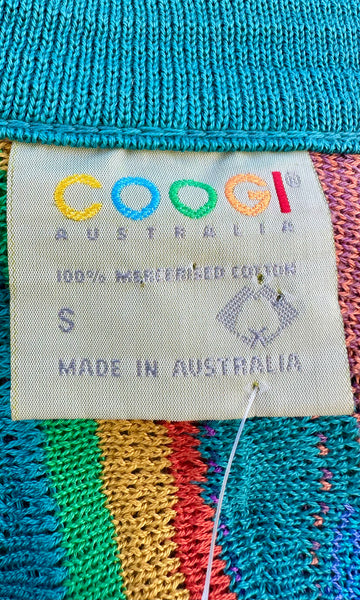 COOGI®
AUSTRALIA
100% MERCERISED COTTON
S
MADE IN AUSTRALIA